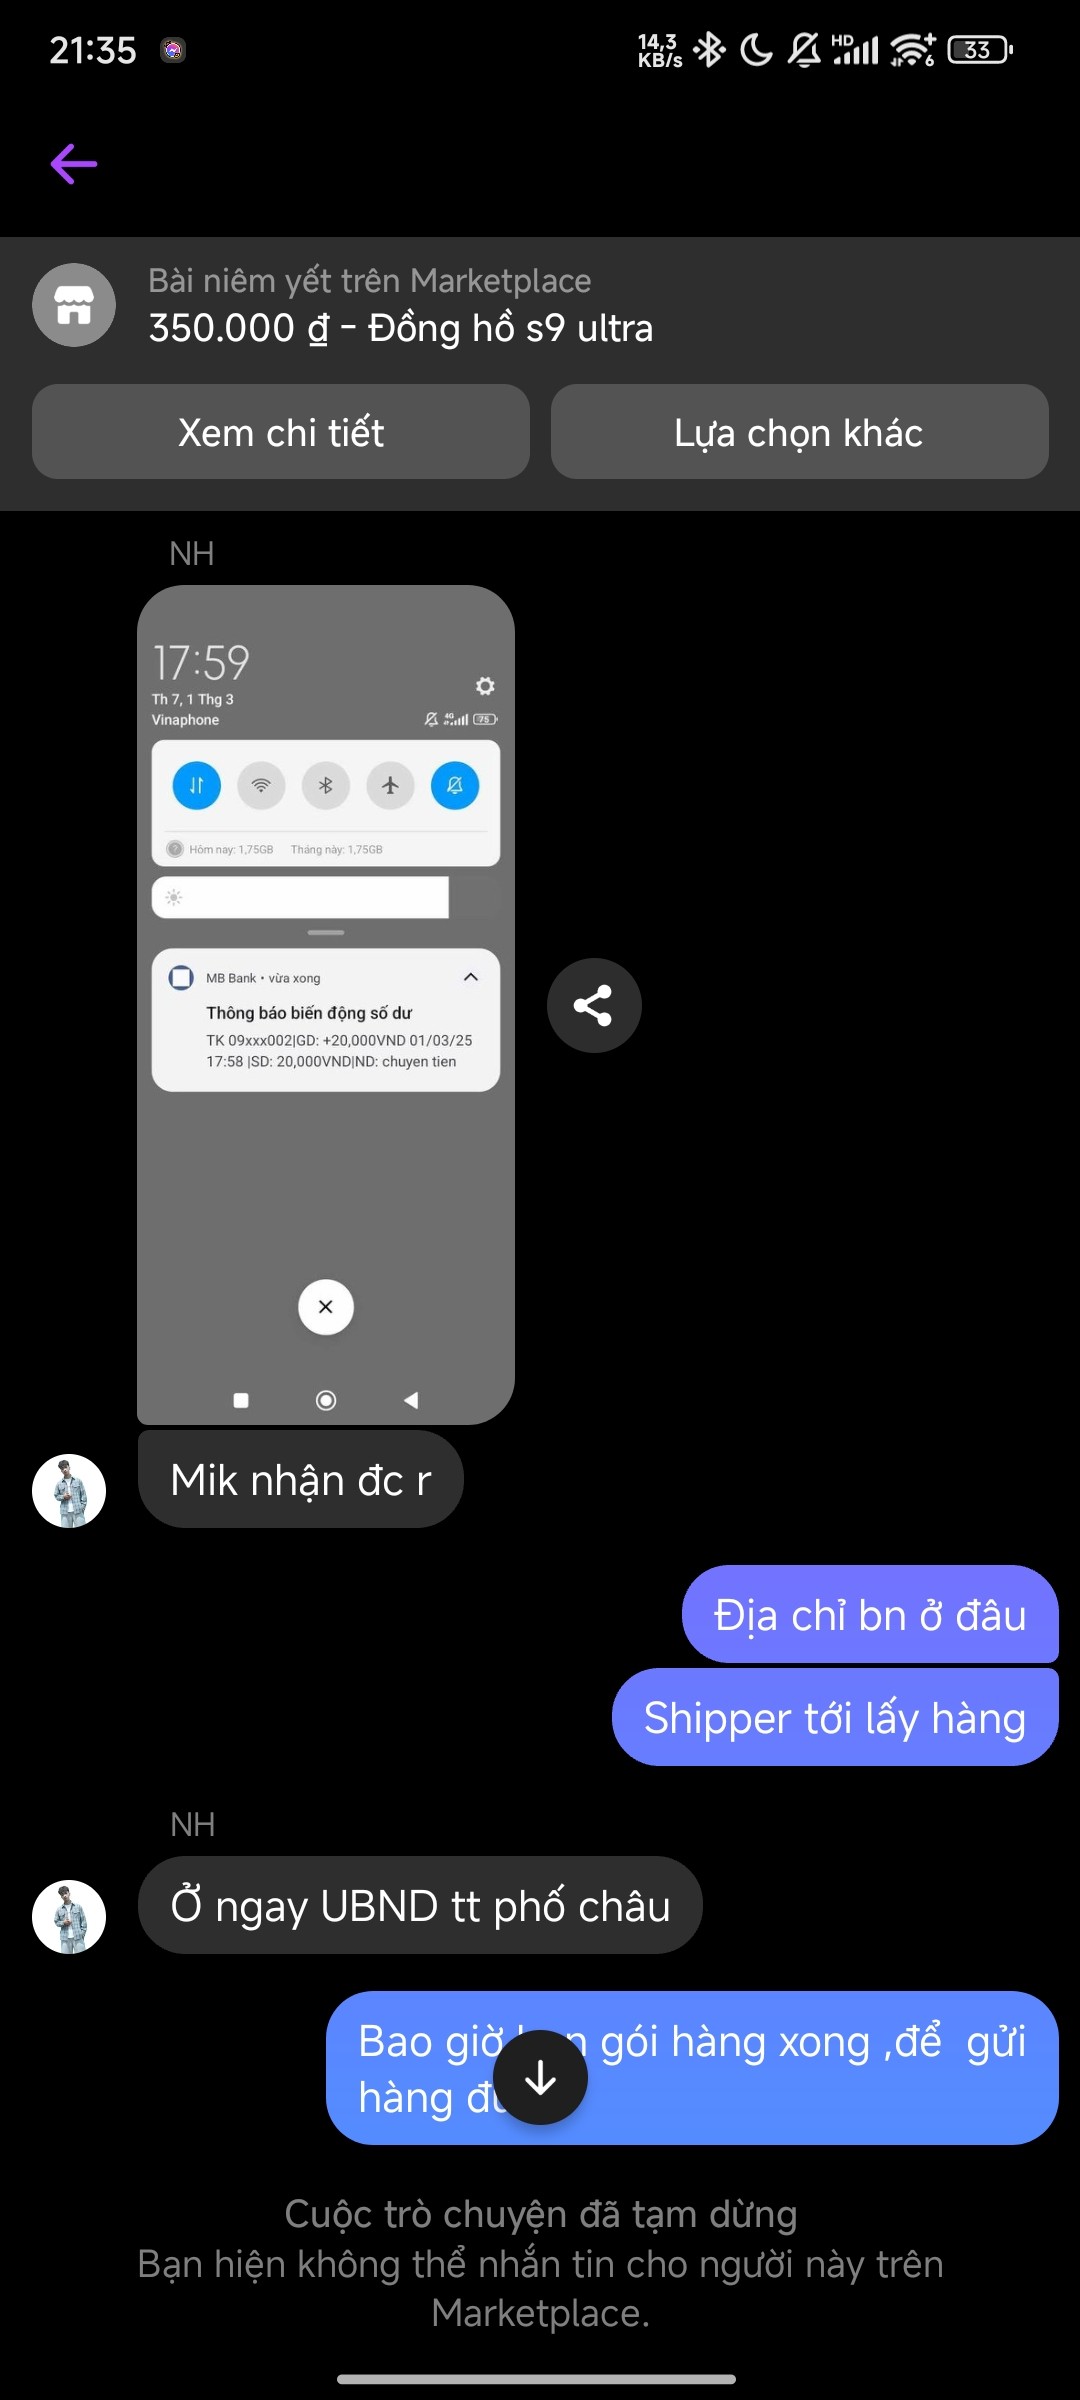 21:35
14,3
KB/s
HD
6
33
Bài niêm yết trên Marketplace
350.000 ₫ - Đồng hồ s9 ultra
Xem chi tiết
Lựa chọn khác
NH
17:59
Th 7, 1 Thg 3
Vinaphone
4G
75
Hôm nay: 1,75GB
Tháng này: 1,75GB
MB Bank • vừa xong
Thông báo biến động số dư
TK 09xxx002|GD: +20,000VND 01/03/25
17:58 |SD: 20,000VND|ND: chuyen tien
Mik nhận đc r
Địa chỉ bn ở đâu
Shipper tới lấy hàng
NH
Ở ngay UBND tt phố châu
Bao giờ gói hàng xong ,để  gửi
hàng
Cuộc trò chuyện đã tạm dừng
Bạn hiện không thể nhắn tin cho người này trên
Marketplace.